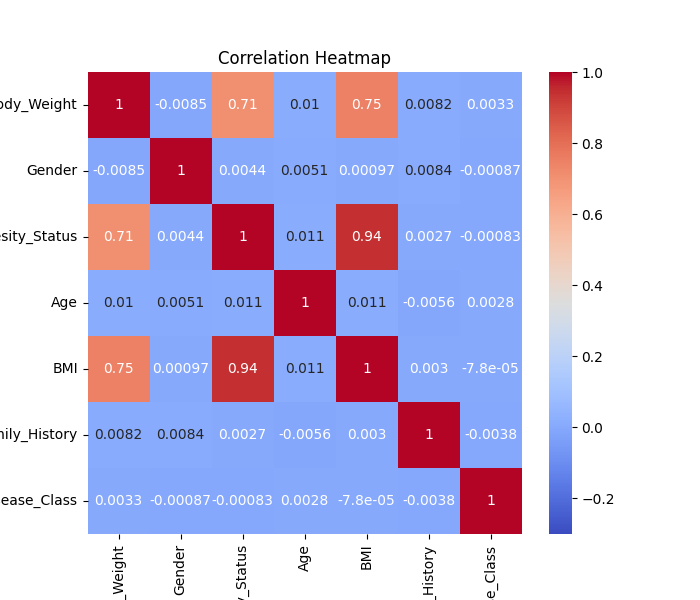 Correlation Heatmap
ody_Weight 1 -0.0085 0.71 0.01 0.75 0.0082 0.0033
Gender -0.0085 1 0.0044 0.0051 0.00097 0.0084 -0.00087
esity_Status 0.71 0.0044 1 0.011 0.94 0.0027 -0.00083
Age 0.01 0.0051 0.011 1 0.011 -0.0056 0.0028
BMI 0.75 0.00097 0.94 0.011 1 0.003 -7.8e-05
nily_History 0.0082 0.0084 0.0027 -0.0056 0.003 1 -0.0038
ease_Class 0.0033 -0.00087 -0.00083 0.0028 -7.8e-05 -0.0038 1
_Weight
Gender
y_Status
Age
BMI
_History
e_Class
1.0
0.8
0.6
0.4
0.2
0.0
−0.2